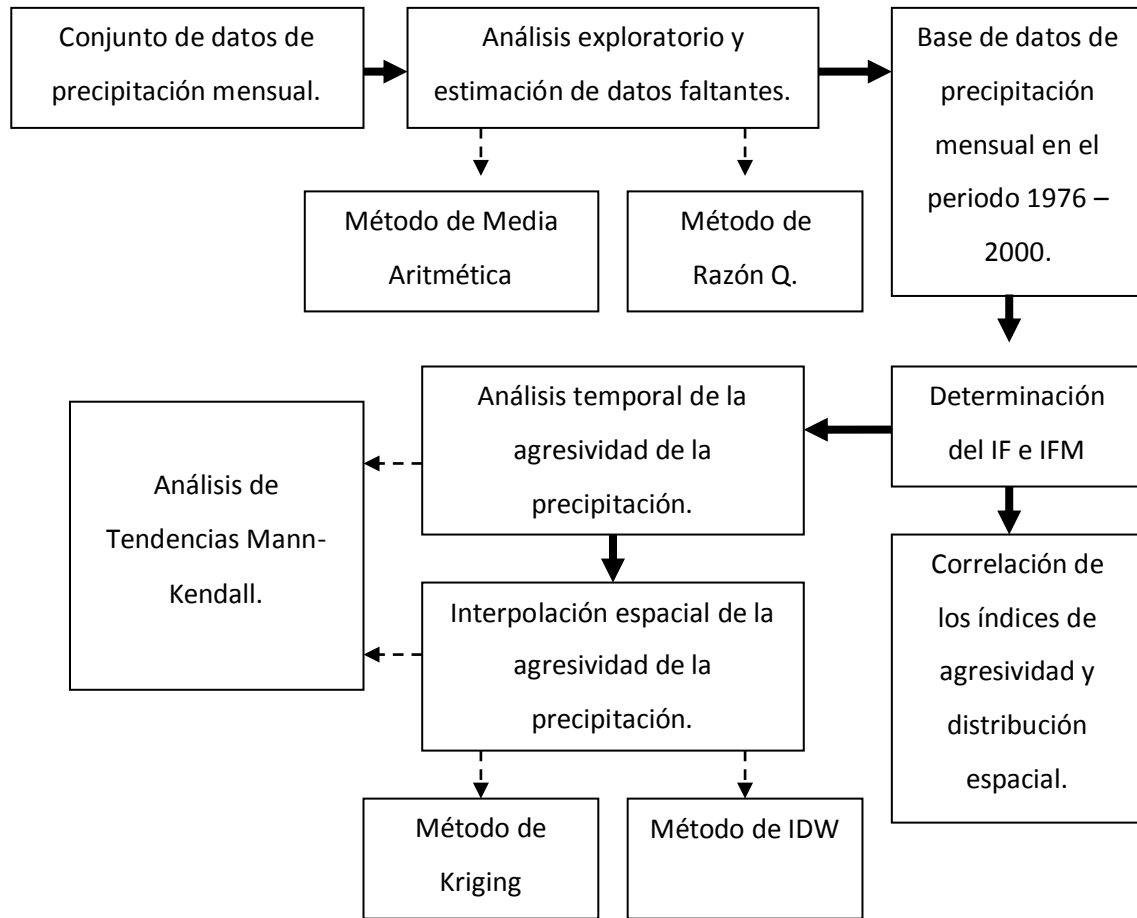 Conjunto de datos de
precipitación mensual.
Análisis exploratorio y
estimación de datos faltantes.
Base de datos de
precipitación
mensual en el
periodo 1976 –
2000.
Método de Media
Aritmética
Método de
Razón Q.
Análisis temporal de la
agresividad de la
precipitación.
Determinación
del IF e IFM
Análisis de
Tendencias Mann-
Kendall.
Interpolación espacial de la
agresividad de la
precipitación.
Correlación de
los índices de
agresividad y
distribución
espacial.
Método de
Kriging
Método de IDW